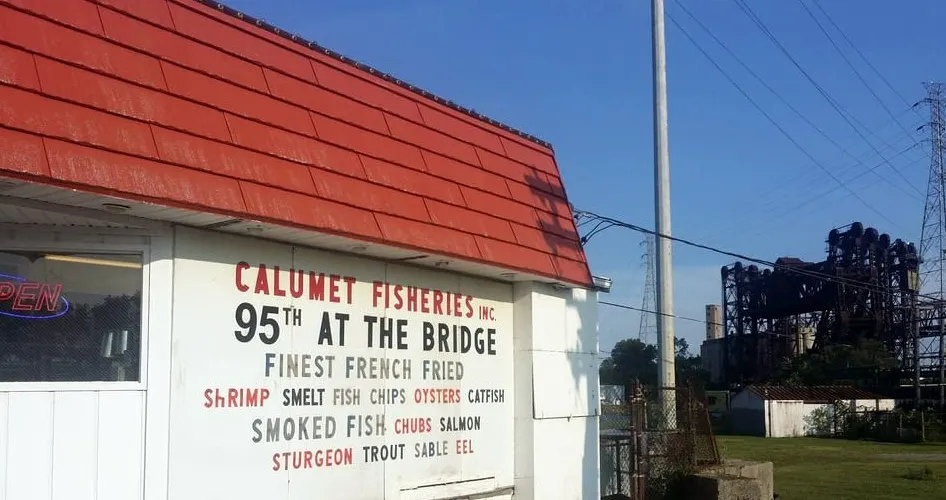 OPEN
CALUMET FISHERIES INC.
95TH AT THE BRIDGE
FINEST FRENCH FRIED
SHRIMP SMELT FISH CHIPS OYSTERS CATFISH
SMOKED FISH CHUBS SALMON
STURGEON TROUT SABLE EEL